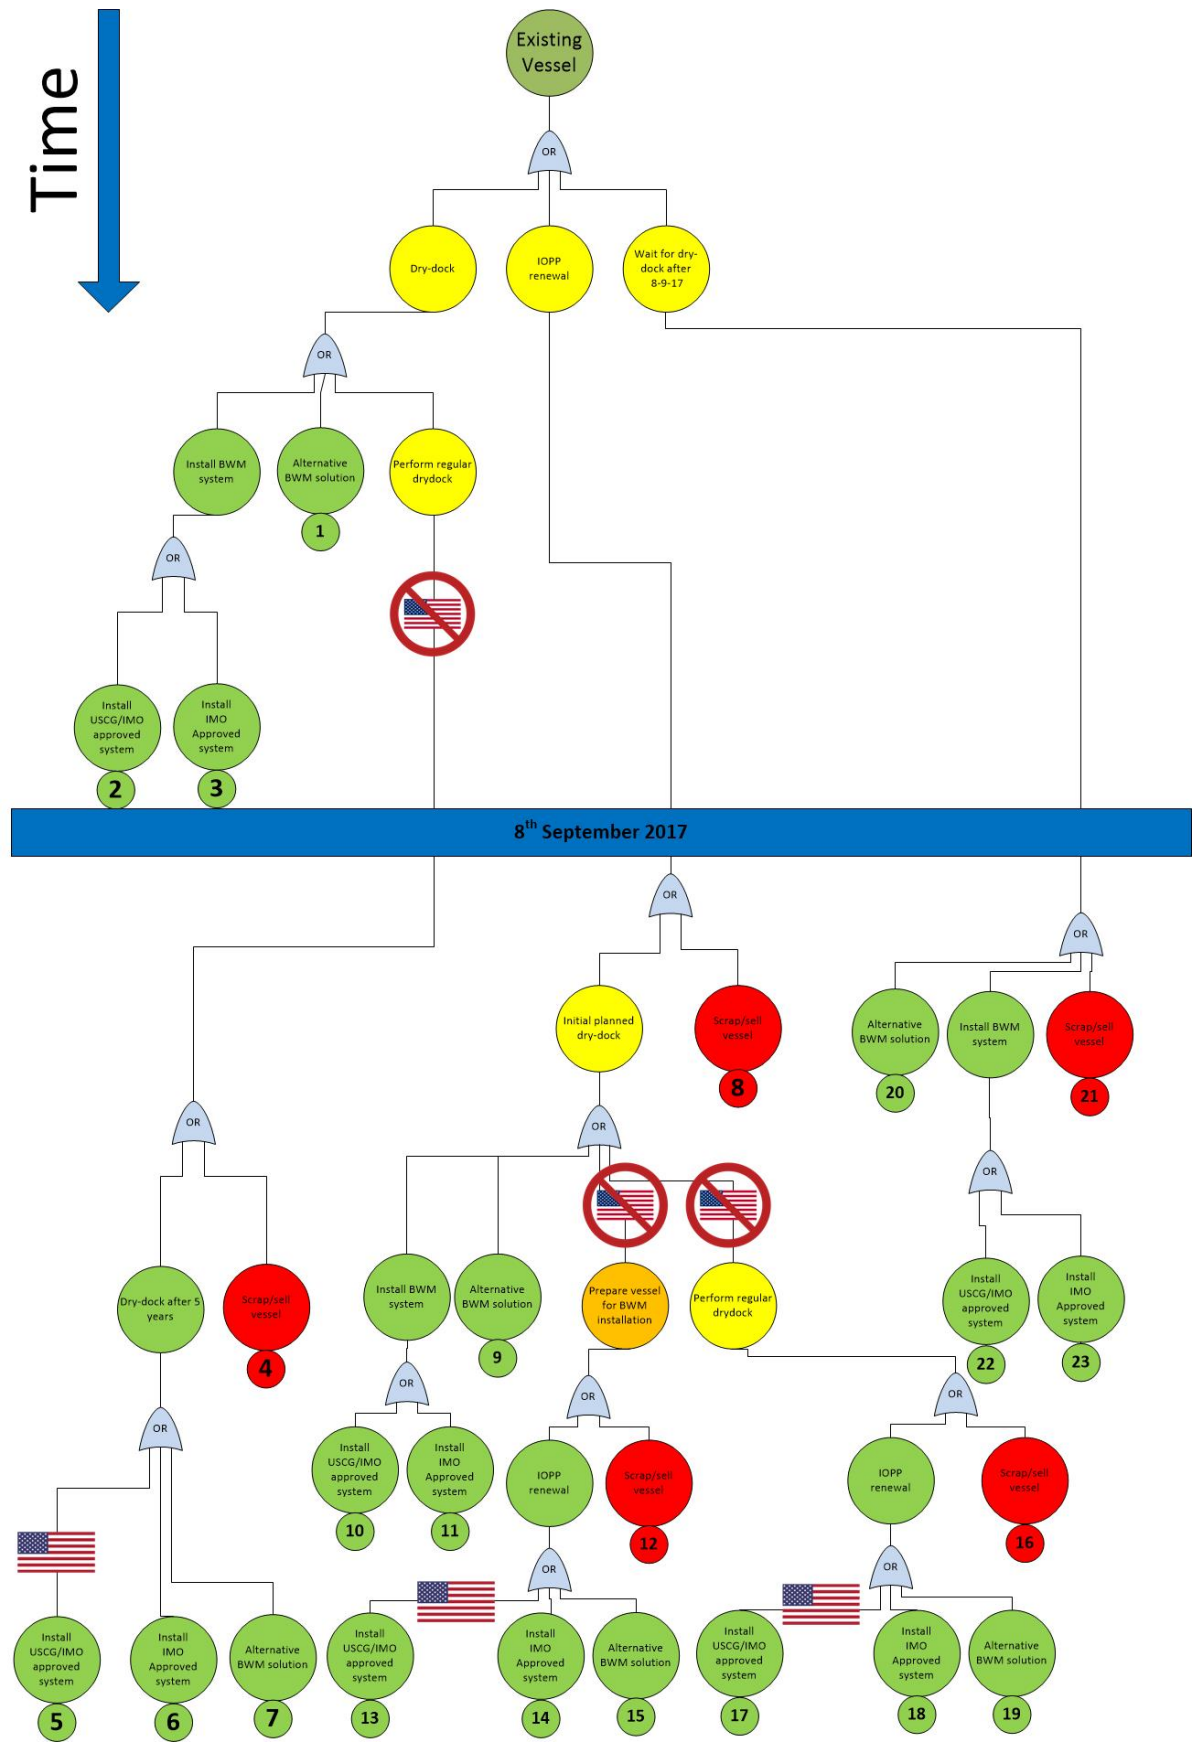 Time
Existing
Vessel
OR
Dry-dock
IOPP
renewal
Wait for dry-
dock after
8-9-17
OR
Install BWM
system
Alternative
BWM solution
1
Perform regular
drydock
OR
Install
USCG/IMO
approved
system
2
Install
IMO
Approved
system
3
8th September 2017
OR
OR
Initial planned
dry-dock
Scrap/sell
vessel
8
Alternative
BWM solution
20
Install BWM
system
Scrap/sell
vessel
21
OR
OR
OR
Dry-dock after 5
years
Scrap/sell
vessel
4
Install BWM
system
Alternative
BWM solution
9
Prepare vessel
for BWM
installation
Perform regular
drydock
Install
USCG/IMO
approved
system
22
Install
IMO
Approved
system
23
OR
OR
OR
OR
Install
USCG/IMO
approved
system
10
Install
IMO
Approved
system
11
IOPP
renewal
Scrap/sell
vessel
12
IOPP
renewal
Scrap/sell
vessel
16
OR
OR
Install
USCG/IMO
approved
system
5
Install
IMO
Approved
system
6
Alternative
BWM solution
7
Install
USCG/IMO
approved
system
13
Install
IMO
Approved
system
14
Alternative
BWM solution
15
Install
USCG/IMO
approved
system
17
Install
IMO
Approved
system
18
Alternative
BWM solution
19